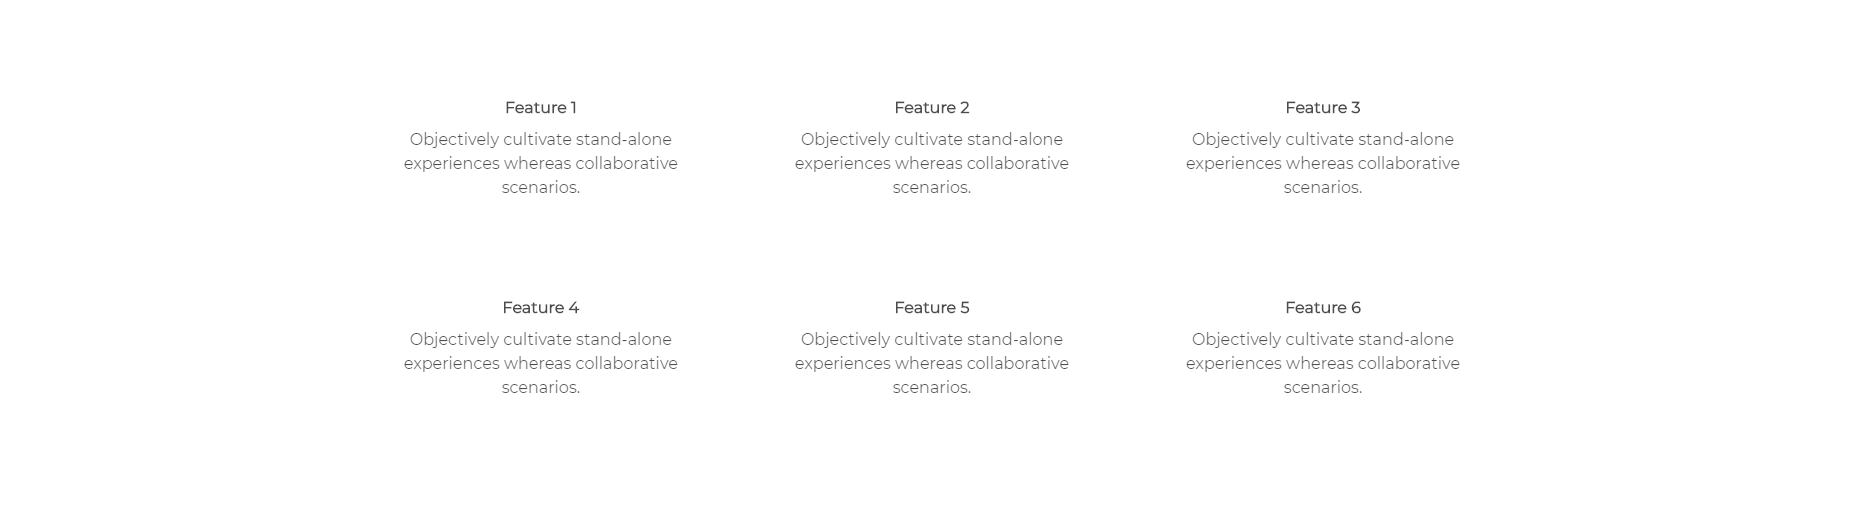 Feature 1
Objectively cultivate stand-alone
experiences whereas collaborative
scenarios.
Feature 2
Objectively cultivate stand-alone
experiences whereas collaborative
scenarios.
Feature 3
Objectively cultivate stand-alone
experiences whereas collaborative
scenarios.
Feature 4
Objectively cultivate stand-alone
experiences whereas collaborative
scenarios.
Feature 5
Objectively cultivate stand-alone
experiences whereas collaborative
scenarios.
Feature 6
Objectively cultivate stand-alone
experiences whereas collaborative
scenarios.